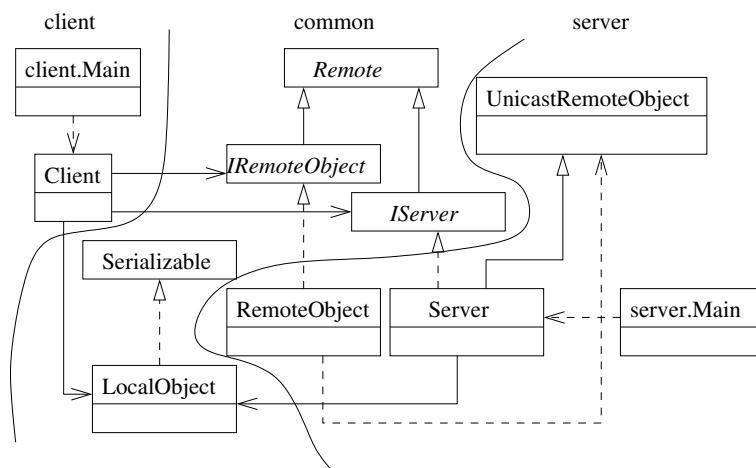 client
common
server
client.Main
Remote
UnicastRemoteObject
Client
IRemoteObject
IServer
Serializable
RemoteObject
Server
server.Main
LocalObject